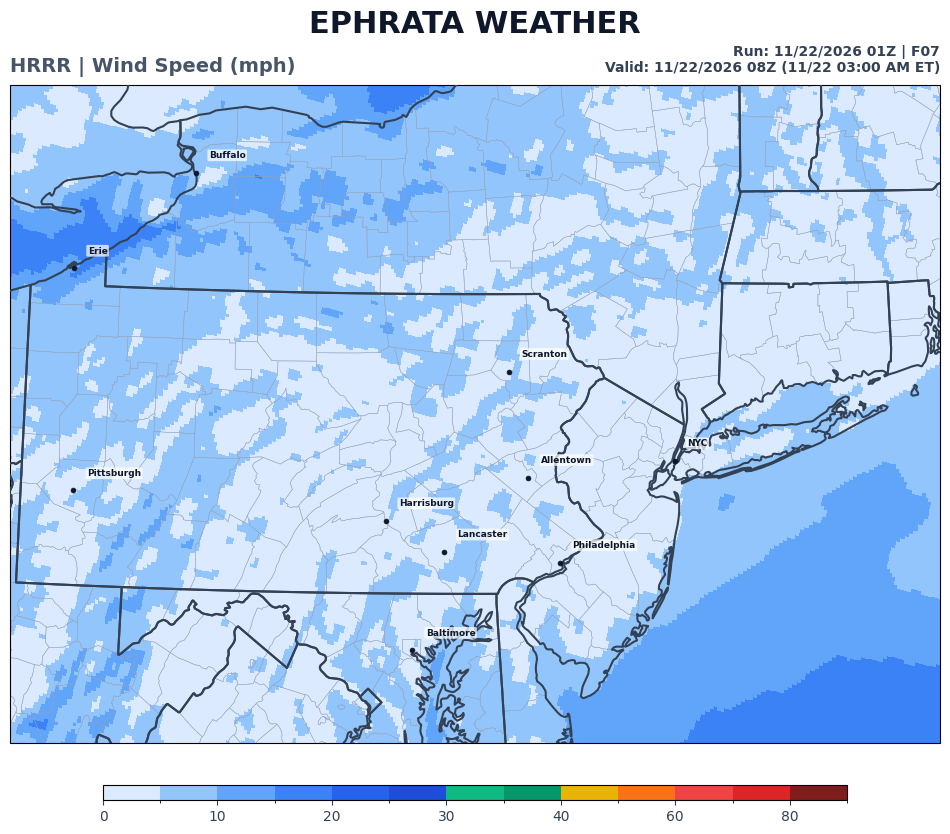 EPHRATA WEATHER
HRRR | Wind Speed (mph)
Run: 11/22/2026 01Z | F07
Valid: 11/22/2026 08Z (11/22 03:00 AM ET)
Buffalo
Erie
Scranton
NYC
Allentown
Pittsburgh
Harrisburg
Lancaster
Philadelphia
Baltimore
0 10 20 30 40 50 60 70 80